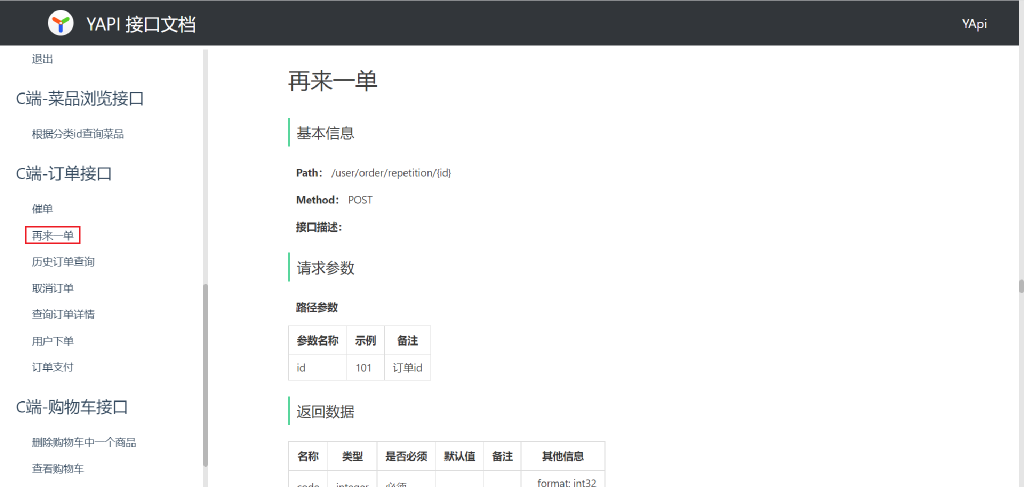 YAPI 接口文档
YApi
退出
C端-菜品浏览接口
根据分类id查询菜品
C端-订单接口
催单
再来一单
历史订单查询
取消订单
查询订单详情
用户下单
订单支付
C端-购物车接口
删除购物车中一个商品
查看购物车
再来一单
基本信息
Path： /user/order/repetition/{id}
Method： POST
接口描述：
请求参数
路径参数
参数名称 示例 备注
id 101 订单id
返回数据
名称 类型 是否必须 默认值 备注 其他信息
code integer 必须 format: int32